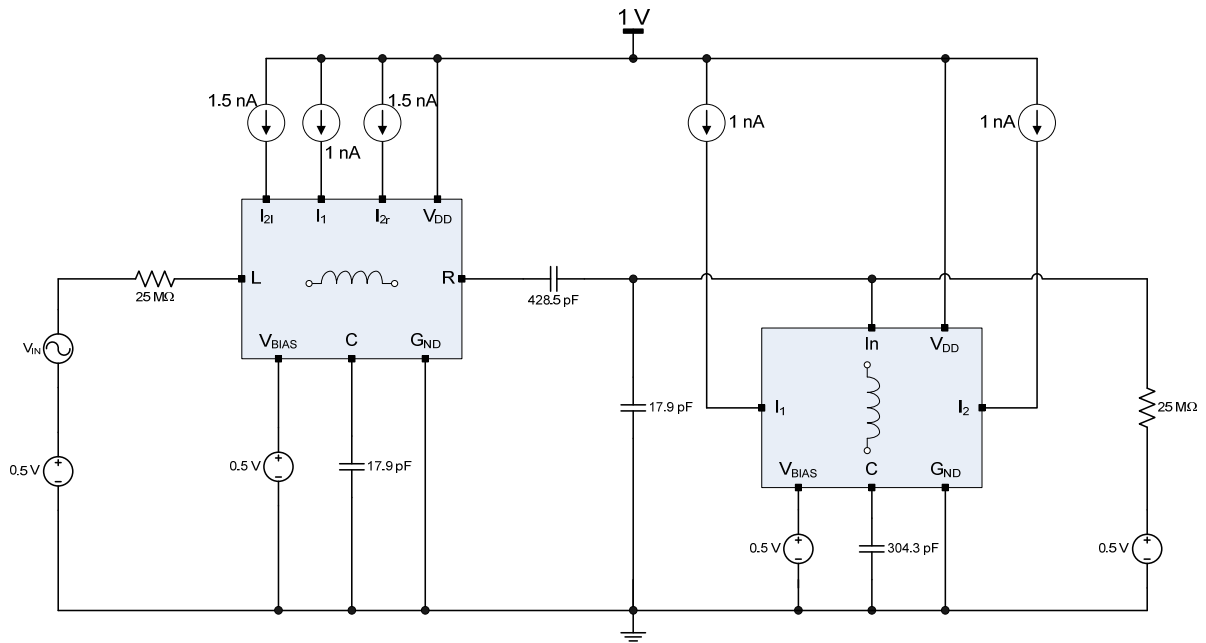 1 V
1.5 nA
1 nA
1.5 nA
1 nA
1 nA
I2l
I1
I2r
VDD
L
R
25 MΩ
428.5 pF
VIN
VBIAS
C
GND
In
VDD
I1
I2
17.9 pF
25 MΩ
0.5 V
0.5 V
17.9 pF
VBIAS
C
GND
0.5 V
304.3 pF
0.5 V